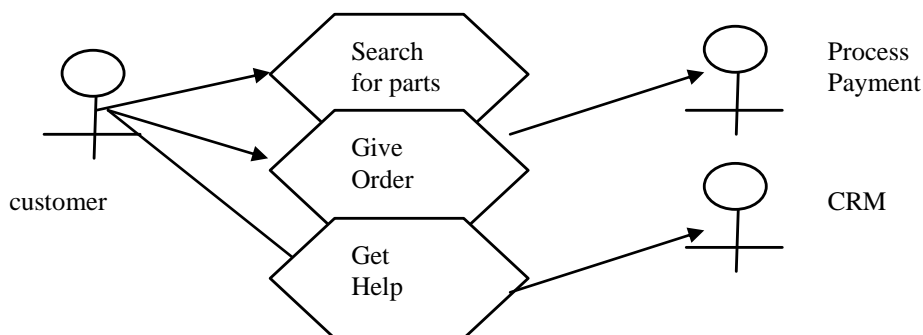 Search
for parts
Process
Payment
Give
Order
customer
CRM
Get
Help